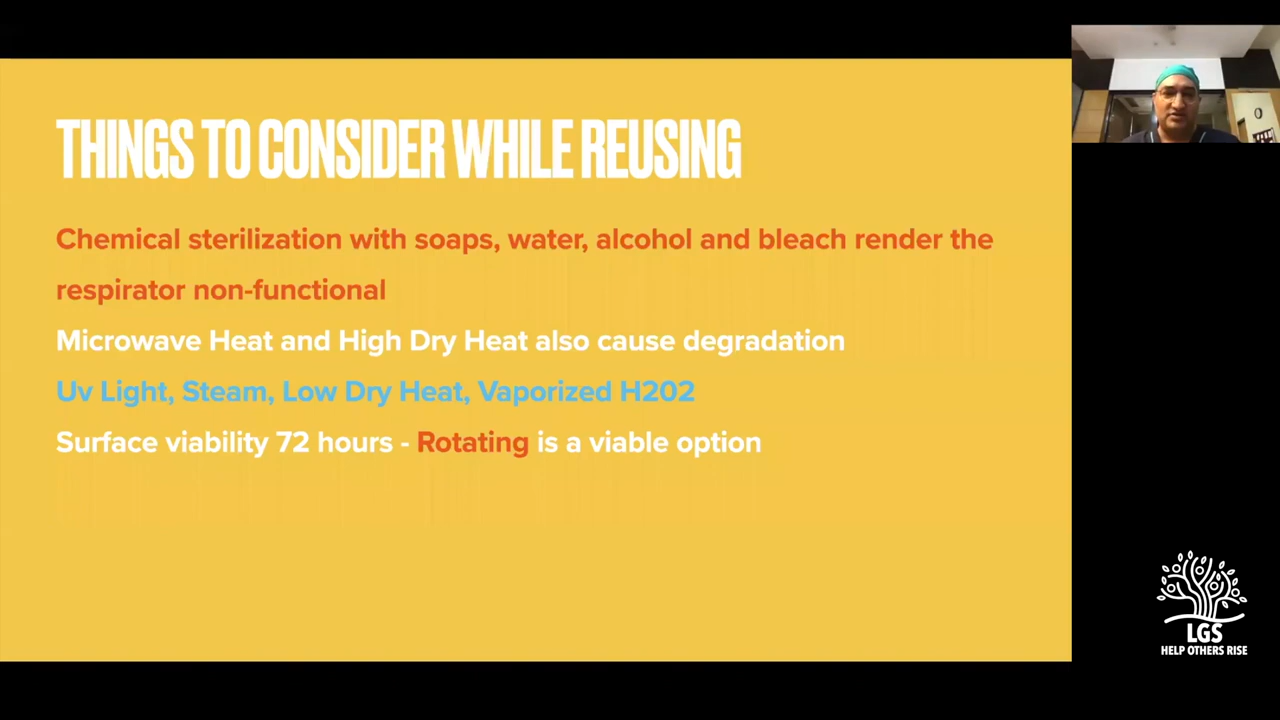 THINGS TO CONSIDER WHILE REUSING
Chemical sterilization with soaps, water, alcohol and bleach render the
respirator non-functional
Microwave Heat and High Dry Heat also cause degradation
Uv Light, Steam, Low Dry Heat, Vaporized H202
Surface viability 72 hours - Rotating is a viable option
LGS
HELP OTHERS RISE